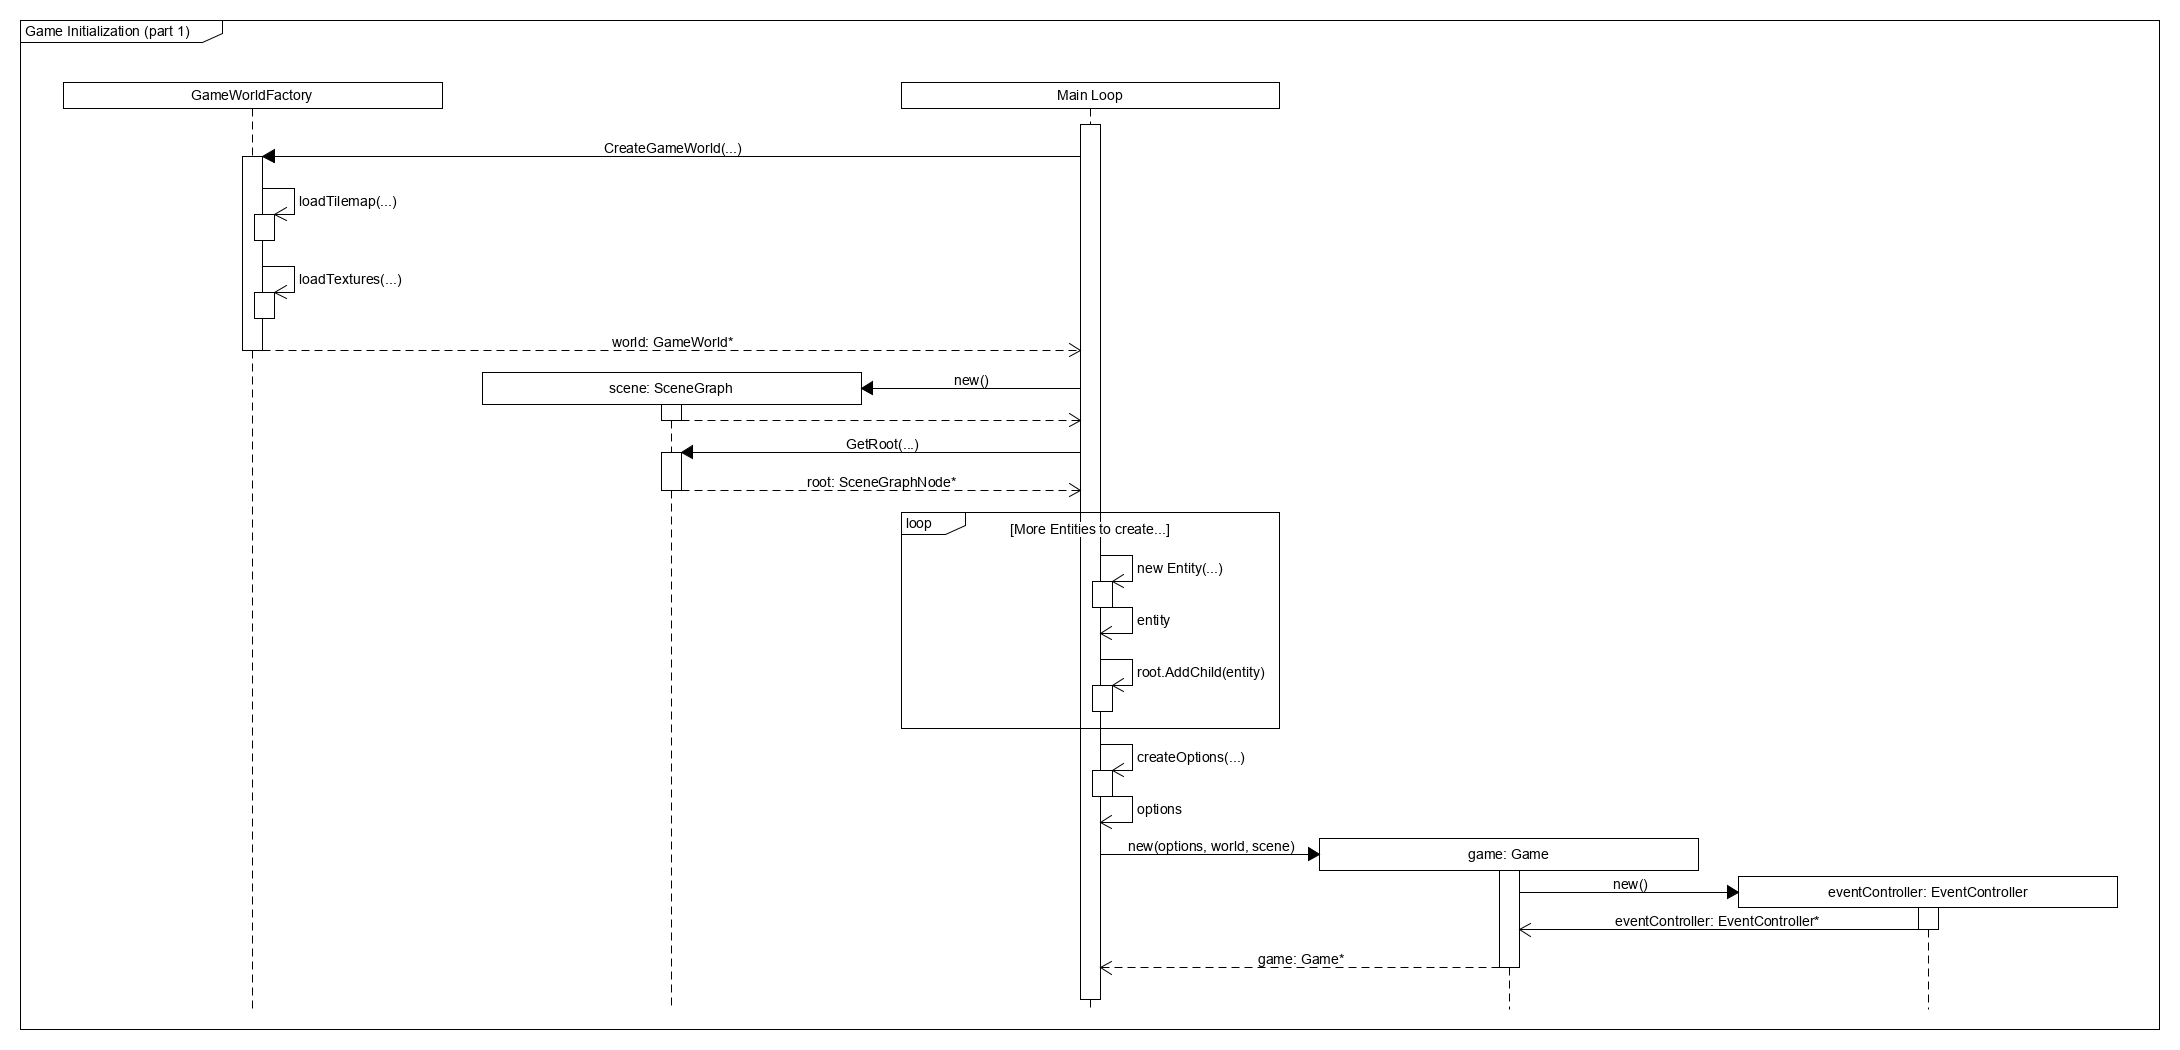 Game Initialization (part 1)
GameWorldFactory
Main Loop
CreateGameWorld(...)
loadTilemap(...)
loadTextures(...)
world: GameWorld*
scene: SceneGraph
new()
GetRoot(...)
root: SceneGraphNode*
loop
[More Entities to create...]
new Entity(...)
entity
root.AddChild(entity)
createOptions(...)
options
new(options, world, scene)
game: Game
new()
eventController: EventController
eventController: EventController*
game: Game*